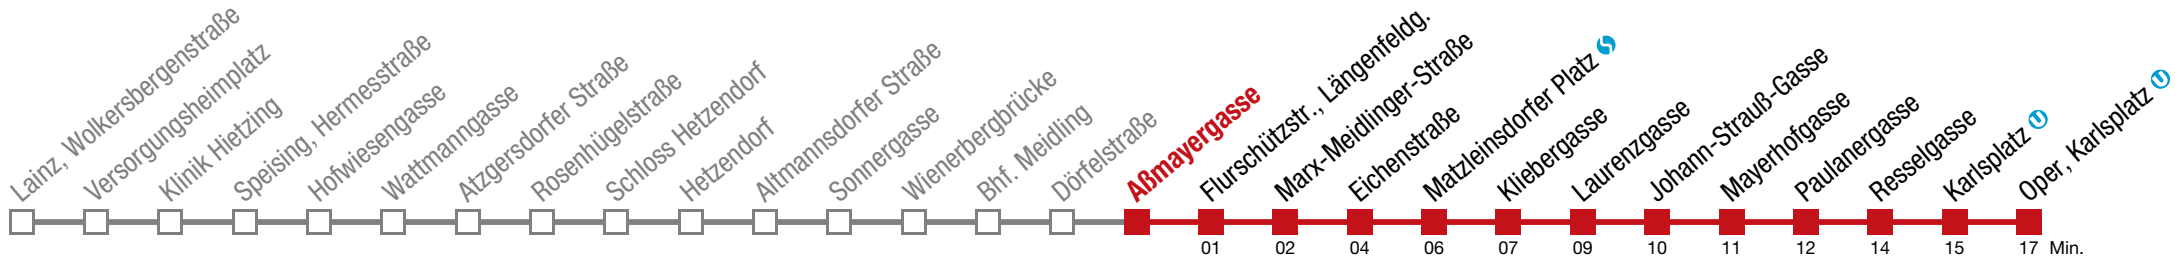 Lainz, Wolkersbergenstraße
Versorgungsheimplatz
Klinik Hietzing
Speising, Hermesstraße
Hofwiesengasse
Wattmanngasse
Atzgersdorfer Straße
Rosenhügelstraße
Schloss Hetzendorf
Hetzendorf
Altmannsdorfer Straße
Sonnergasse
Wienerbergbrücke
Bhf. Meidling
Dörfelstraße
Aßmayergasse
Flurschützstr., Längenfeldg.
Marx-Meidlinger-Straße
Eichenstraße
Matzleinsdorfer Platz S
Kliebergasse
Laurenzgasse
Johann-Strauß-Gasse
Mayerhofgasse
Paulanergasse
Resselgasse
Karlsplatz U
Oper, Karlsplatz U
01 02 04 06 07 09 10 11 12 14 15 17 Min.